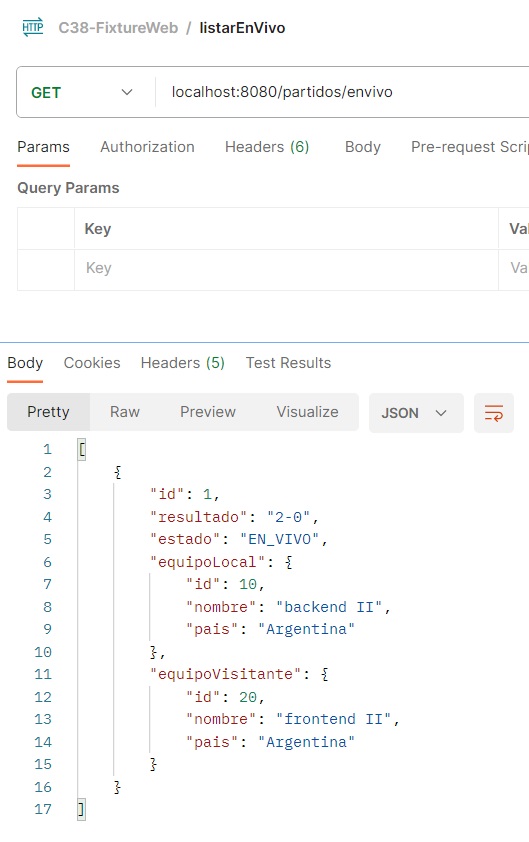 HTTP C38-FixtureWeb / listarEnVivo
GET localhost:8080/partidos/envivo
Params Authorization Headers (6) Body Pre-request Scri
Query Params
Key Val
Key Va
Body Cookies Headers (5) Test Results
Pretty Raw Preview Visualize JSON
1 [
2 {
3 "id": 1,
4 "resultado": "2-0",
5 "estado": "EN_VIVO",
6 "equipoLocal": {
7 "id": 10,
8 "nombre": "backend II",
9 "pais": "Argentina"
10 },
11 "equipoVisitante": {
12 "id": 20,
13 "nombre": "frontend II",
14 "pais": "Argentina"
15 }
16 }
17 ]